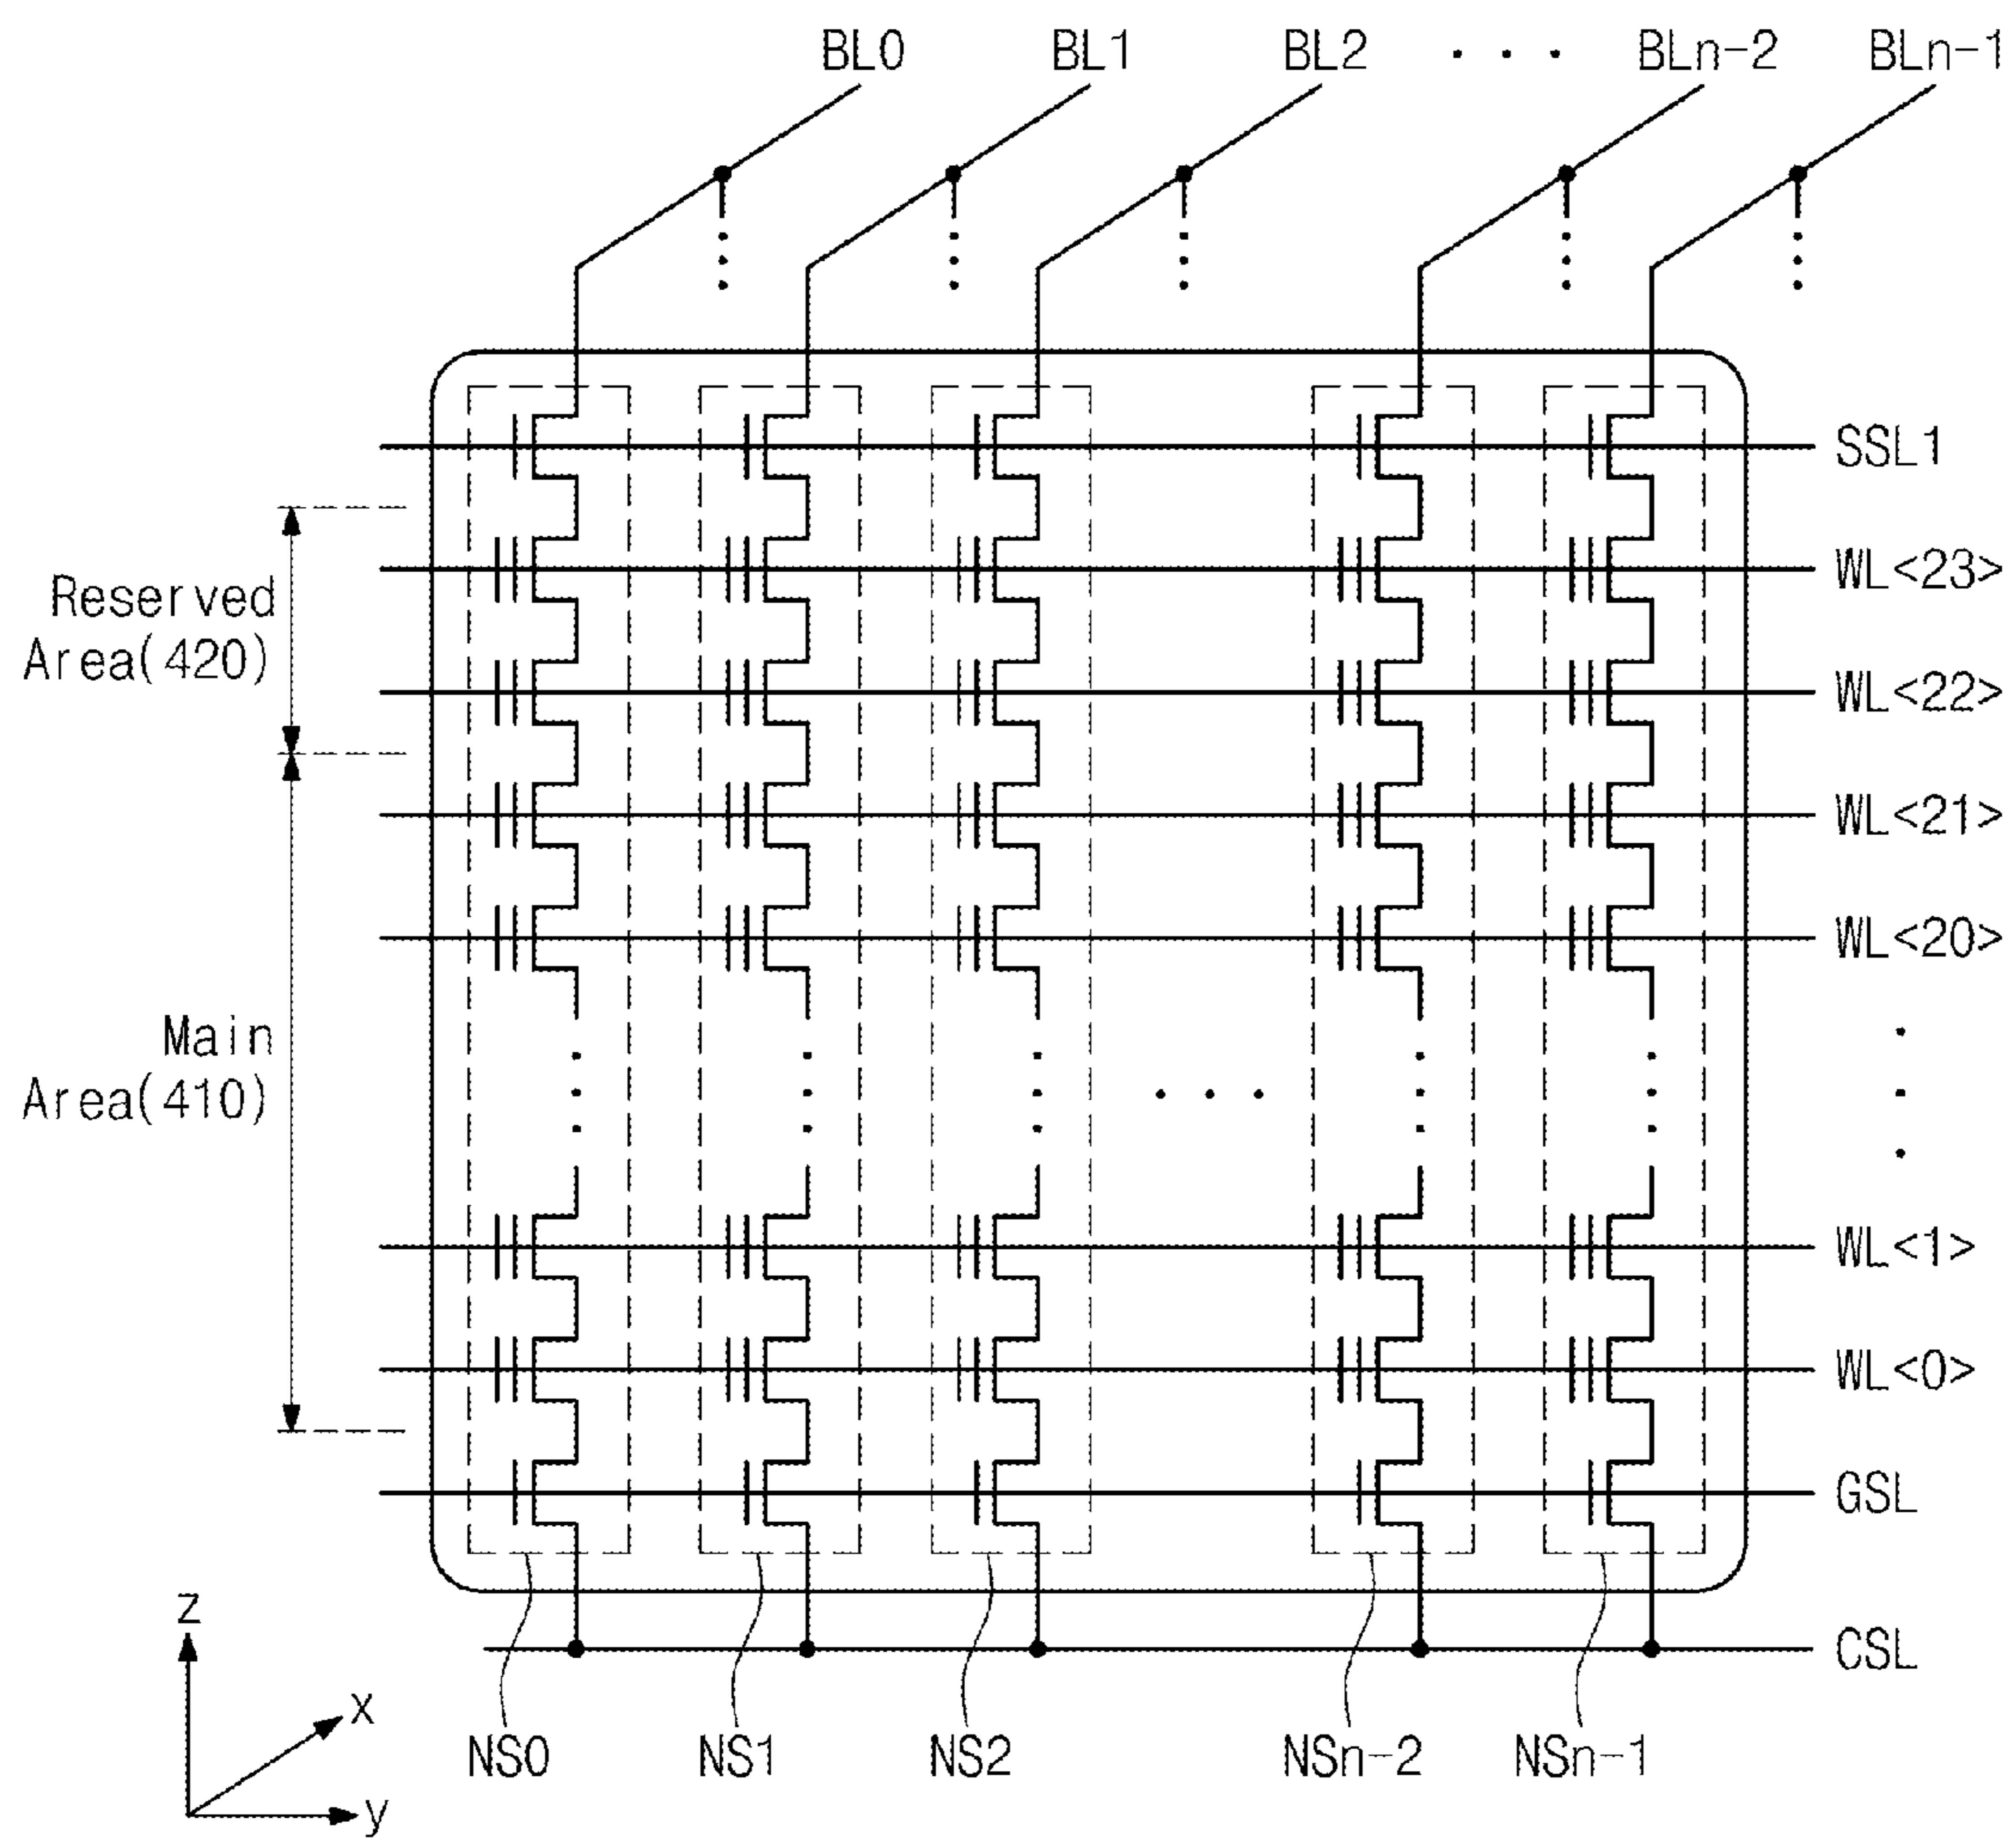 BL0 BL1 BL2 · · · BLn-2 BLn-1
SSL1
WL<23>
Reserved
Area(420)
WL<22>
WL<21>
WL<20>
Main
Area(410)
WL<1>
WL<0>
GSL
CSL
z
x
y
NS0 NS1 NS2 NSn-2 NSn-1